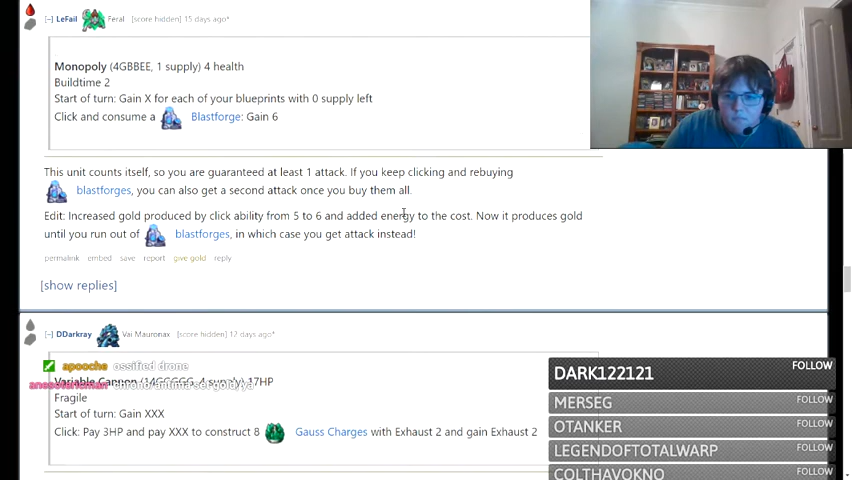 [–] LeFail Feral [score hidden] 15 days ago*
Monopoly (4GBBEE, 1 supply) 4 health
Buildtime 2
Start of turn: Gain X for each of your blueprints with 0 supply left
Click and consume a Blastforge: Gain 6
This unit counts itself, so you are guaranteed at least 1 attack. If you keep clicking and rebuying
blastforges, you can also get a second attack once you buy them all.
Edit: Increased gold produced by click ability from 5 to 6 and added energy to the cost. Now it produces gold
until you run out of blastforges, in which case you get attack instead!
permalink embed save report give gold reply
[show replies]
[–] DDarkray Vai Mauronax [score hidden] 12 days ago*
apooche ossified drone
Variable Cannon 4 supply) 17HP
Fragile
Start of turn: Gain XXX
Click: Pay 3HP and pay XXX to construct 8 Gauss Charges with Exhaust 2 and gain Exhaust 2
DARK122121 FOLLOW
MERSEG FOLLOW
OTANKER FOLLOW
LEGENDOFTOTALWARP FOLLOW
COLTHAVOKNO FOLLOW